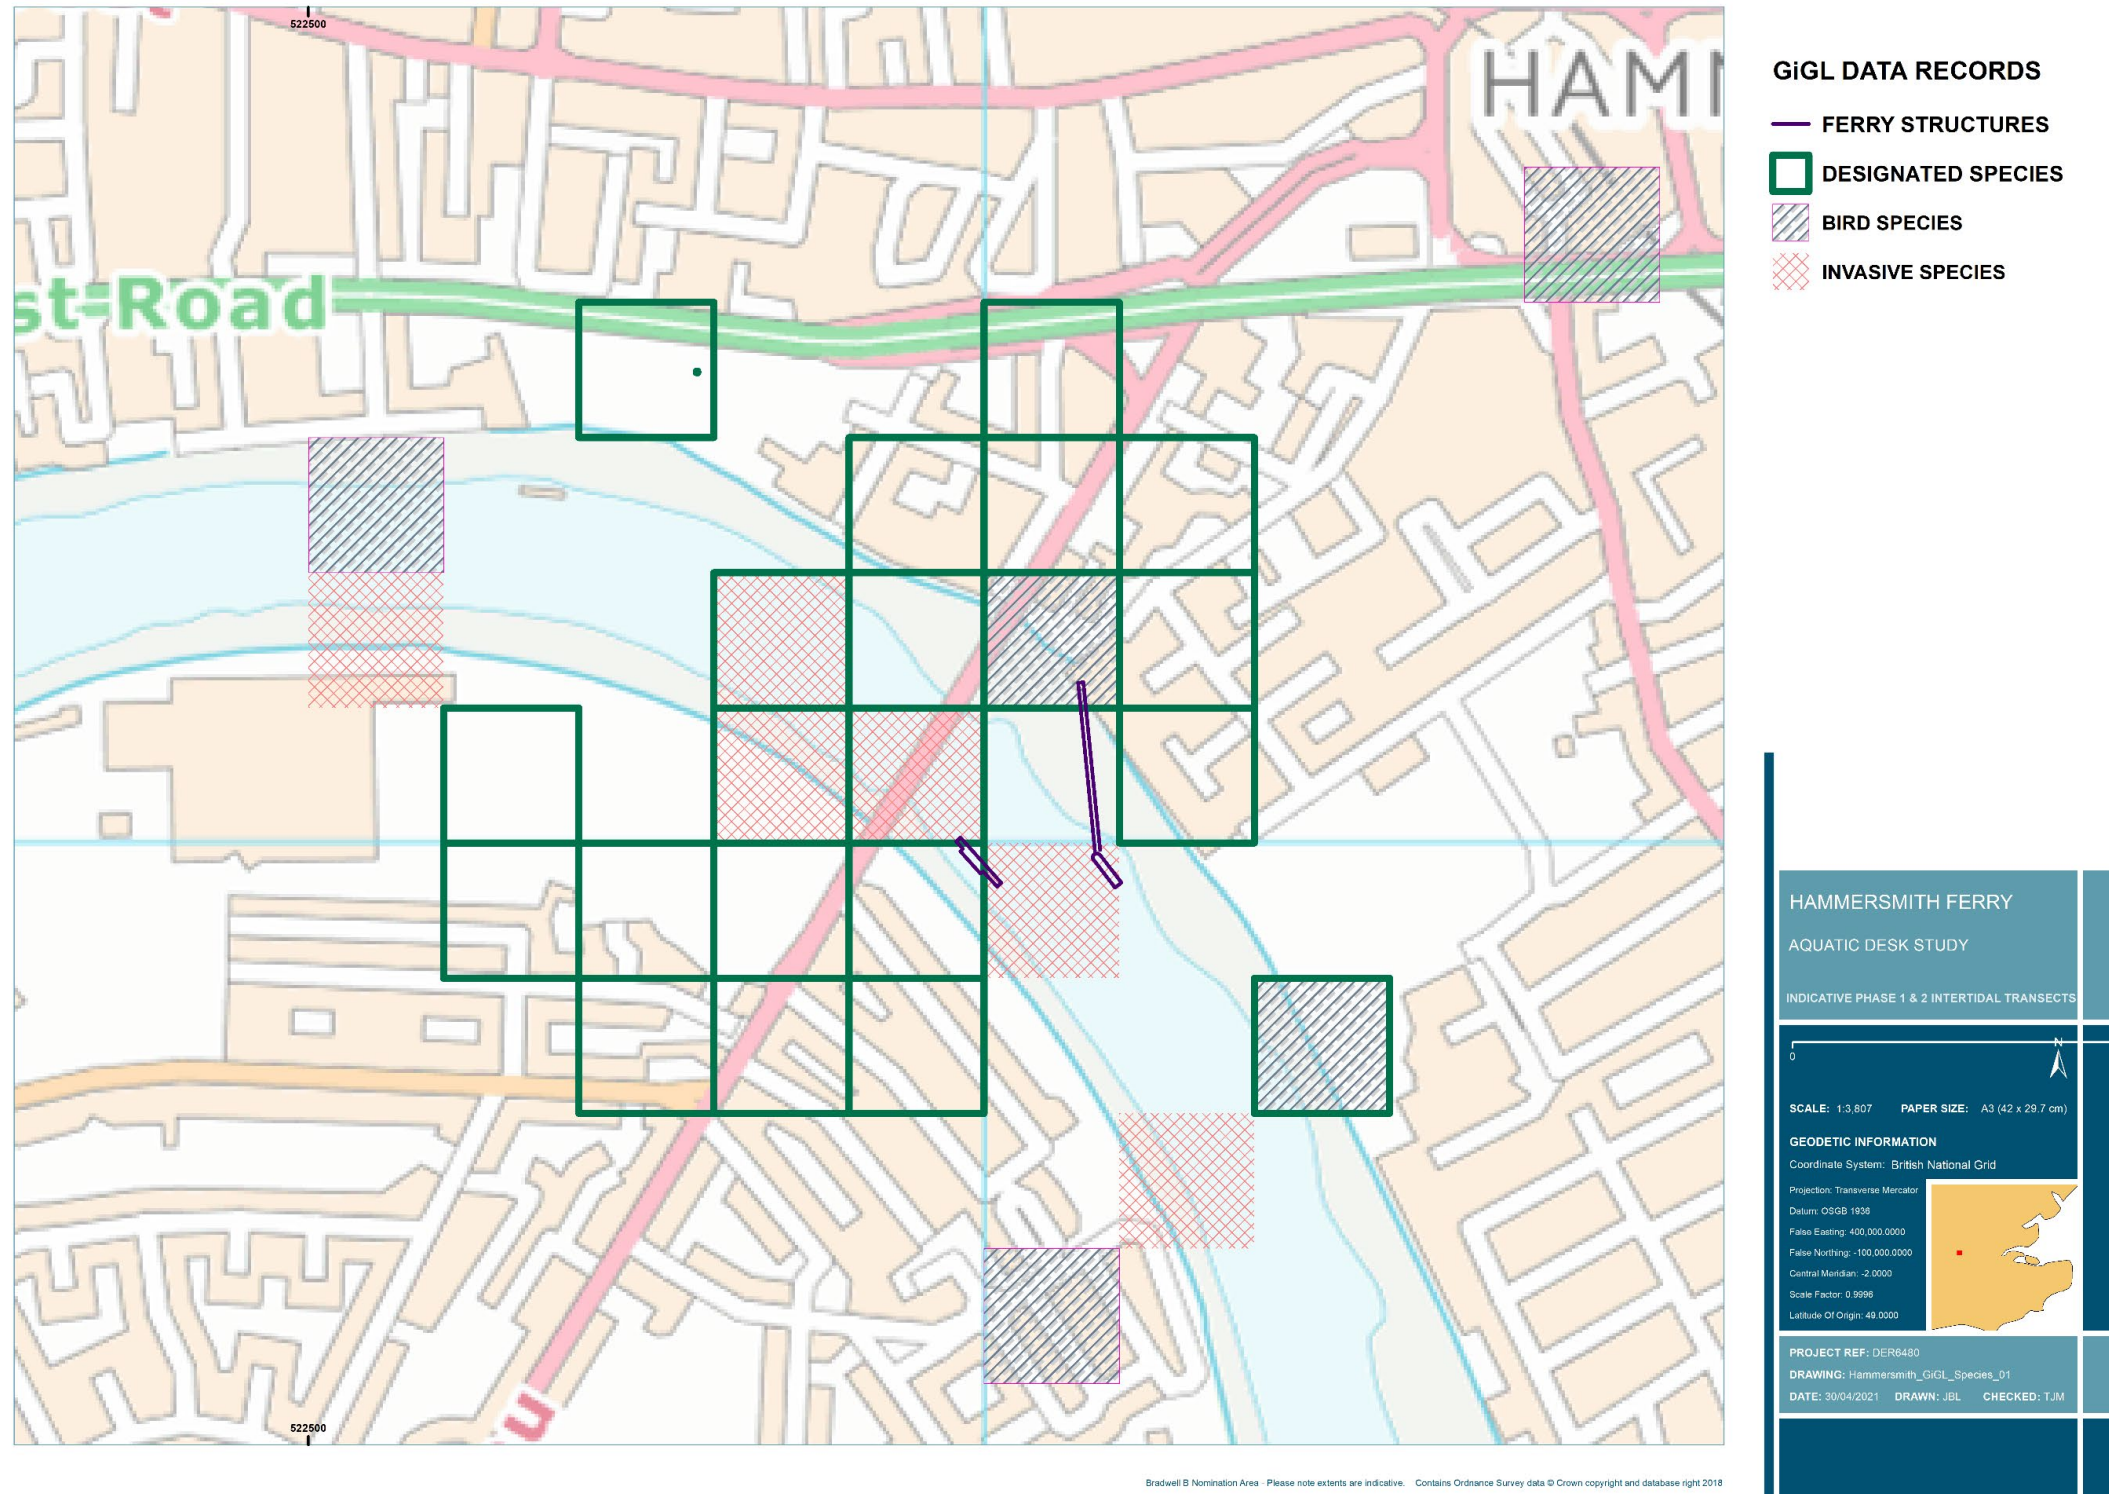 522500
HAMM
st Road
u
522500
GiGL DATA RECORDS
FERRY STRUCTURES
DESIGNATED SPECIES
BIRD SPECIES
INVASIVE SPECIES
HAMMERSMITH FERRY
AQUATIC DESK STUDY
INDICATIVE PHASE 1 & 2 INTERTIDAL TRANSECTS
N
0
SCALE: 1:3,807 PAPER SIZE: A3 (42 x 29.7 cm)
GEODETIC INFORMATION
Coordinate System: British National Grid
Projection: Transverse Mercator
Datum: OSGB 1936
False Easting: 400,000.0000
False Northing: -100,000.0000
Central Meridian: -2.0000
Scale Factor: 0.9996
Latitude Of Origin: 49.0000
PROJECT REF: DER6480
DRAWING: Hammersmith_GiGL_Species_01
DATE: 30/04/2021 DRAWN: JBL CHECKED: TJM
Bradwell B Nomination Area - Please note extents are indicative. Contains Ordnance Survey data © Crown copyright and database right 2018